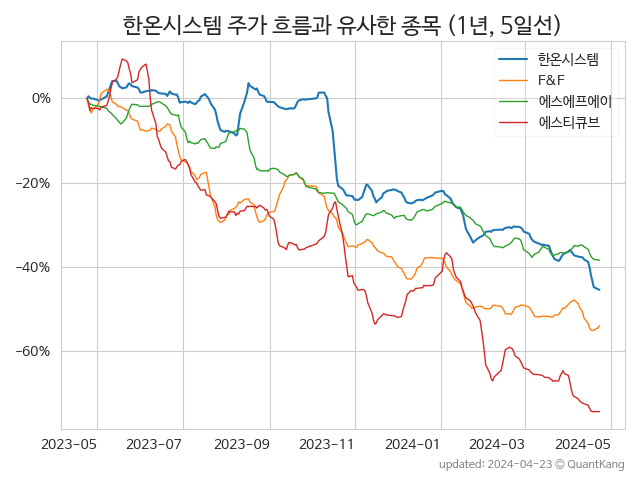 한온시스템 주가 흐름과 유사한 종목 (1년, 5일선)
한온시스템
F&F
에스에프에이
에스티큐브
0%
−20%
−40%
−60%
2023-05 2023-07 2023-09 2023-11 2024-01 2024-03 2024-05
updated: 2024-04-23 © QuantKang